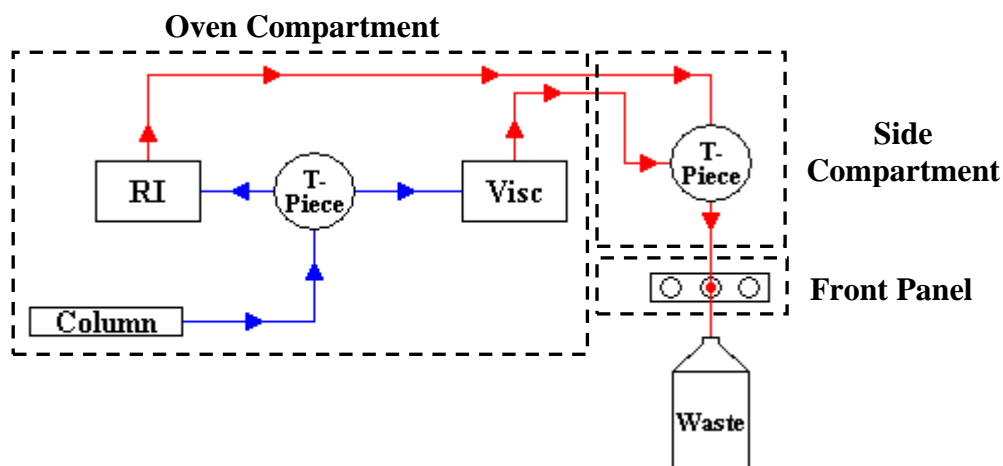 Oven Compartment
Side
Compartment
T-
Piece
RI
T-
Piece
Visc
Front Panel
Column
Waste